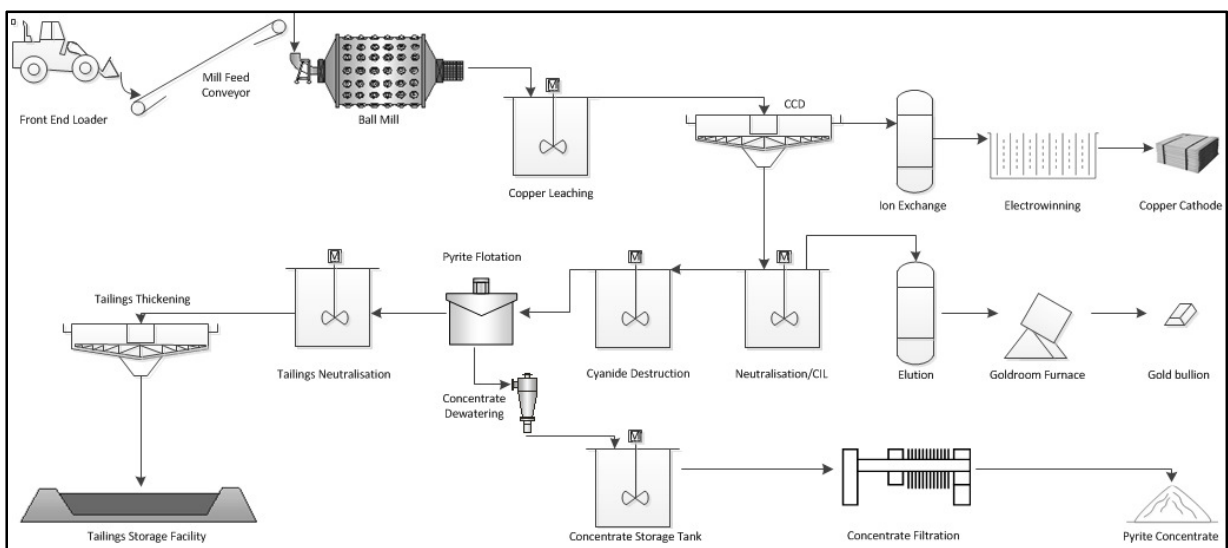 Front End Loader
Mill Feed
Conveyor
Ball Mill
M
Copper Leaching
CCD
Ion Exchange
Electrowinning
Copper Cathode
Tailings Thickening
M
Tailings Neutralisation
Pyrite Flotation
M
Cyanide Destruction
M
Neutralisation/CIL
Elution
Goldroom Furnace
Gold bullion
Concentrate
Dewatering
M
Concentrate Storage Tank
Concentrate Filtration
Pyrite Concentrate
Tailings Storage Facility